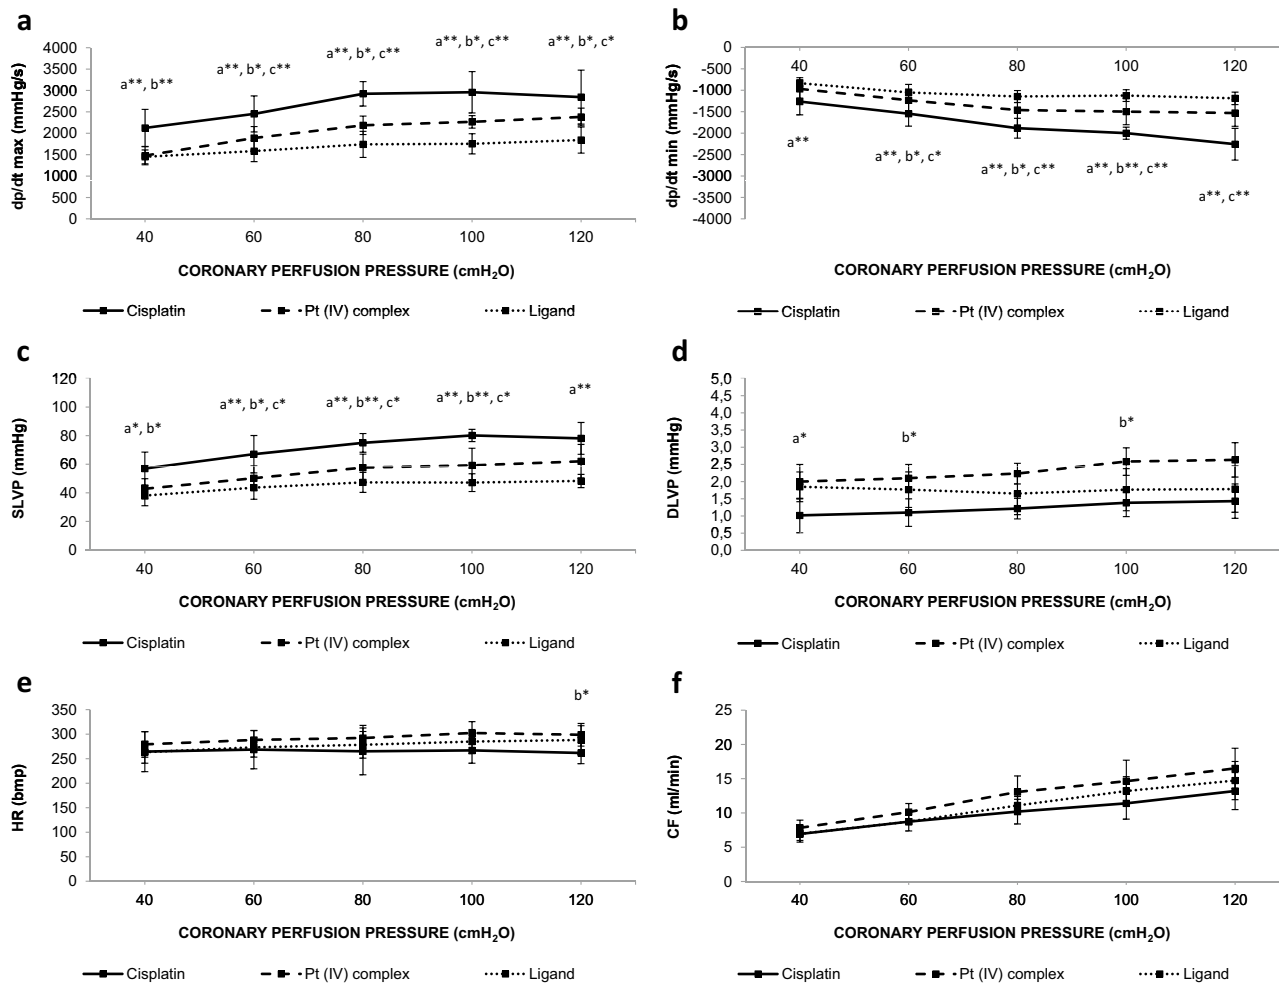 a
dp/dt max (mmHg/s)
4000
3500
3000
2500
2000
1500
1000
500
0
a**, b**
a**, b*, c**
a**, b*, c**
a**, b*, c**
a**, b*, c*
40 60 80 100 120
CORONARY PERFUSION PRESSURE (cmH₂O)
Cisplatin Pt (IV) complex Ligand
b
dp/dt min (mmHg/s)
0
-500
-1000
-1500
-2000
-2500
-3000
-3500
-4000
40 60 80 100 120
a**
a**, b*, c*
a**, b*, c**
a**, b**, c**
a**, c**
CORONARY PERFUSION PRESSURE (cmH₂O)
Cisplatin Pt (IV) complex Ligand
c
SLVP (mmHg)
120
100
80
60
40
20
0
a*, b*
a**, b*, c*
a**, b**, c*
a**, b**, c*
a**
40 60 80 100 120
CORONARY PERFUSION PRESSURE (cmH₂O)
Cisplatin Pt (IV) complex Ligand
d
DLVP (mmHg)
5,0
4,5
4,0
3,5
3,0
2,5
2,0
1,5
1,0
0,5
0,0
a*
b*
b*
40 60 80 100 120
CORONARY PERFUSION PRESSURE (cmH₂O)
Cisplatin Pt (IV) complex Ligand
e
HR (bmp)
350
300
250
200
150
100
50
0
b*
40 60 80 100 120
CORONARY PERFUSION PRESSURE (cmH₂O)
Cisplatin Pt (IV) complex Ligand
f
CF (ml/min)
25
20
15
10
5
0
40 60 80 100 120
CORONARY PERFUSION PRESSURE (cmH₂O)
Cisplatin Pt (IV) complex Ligand